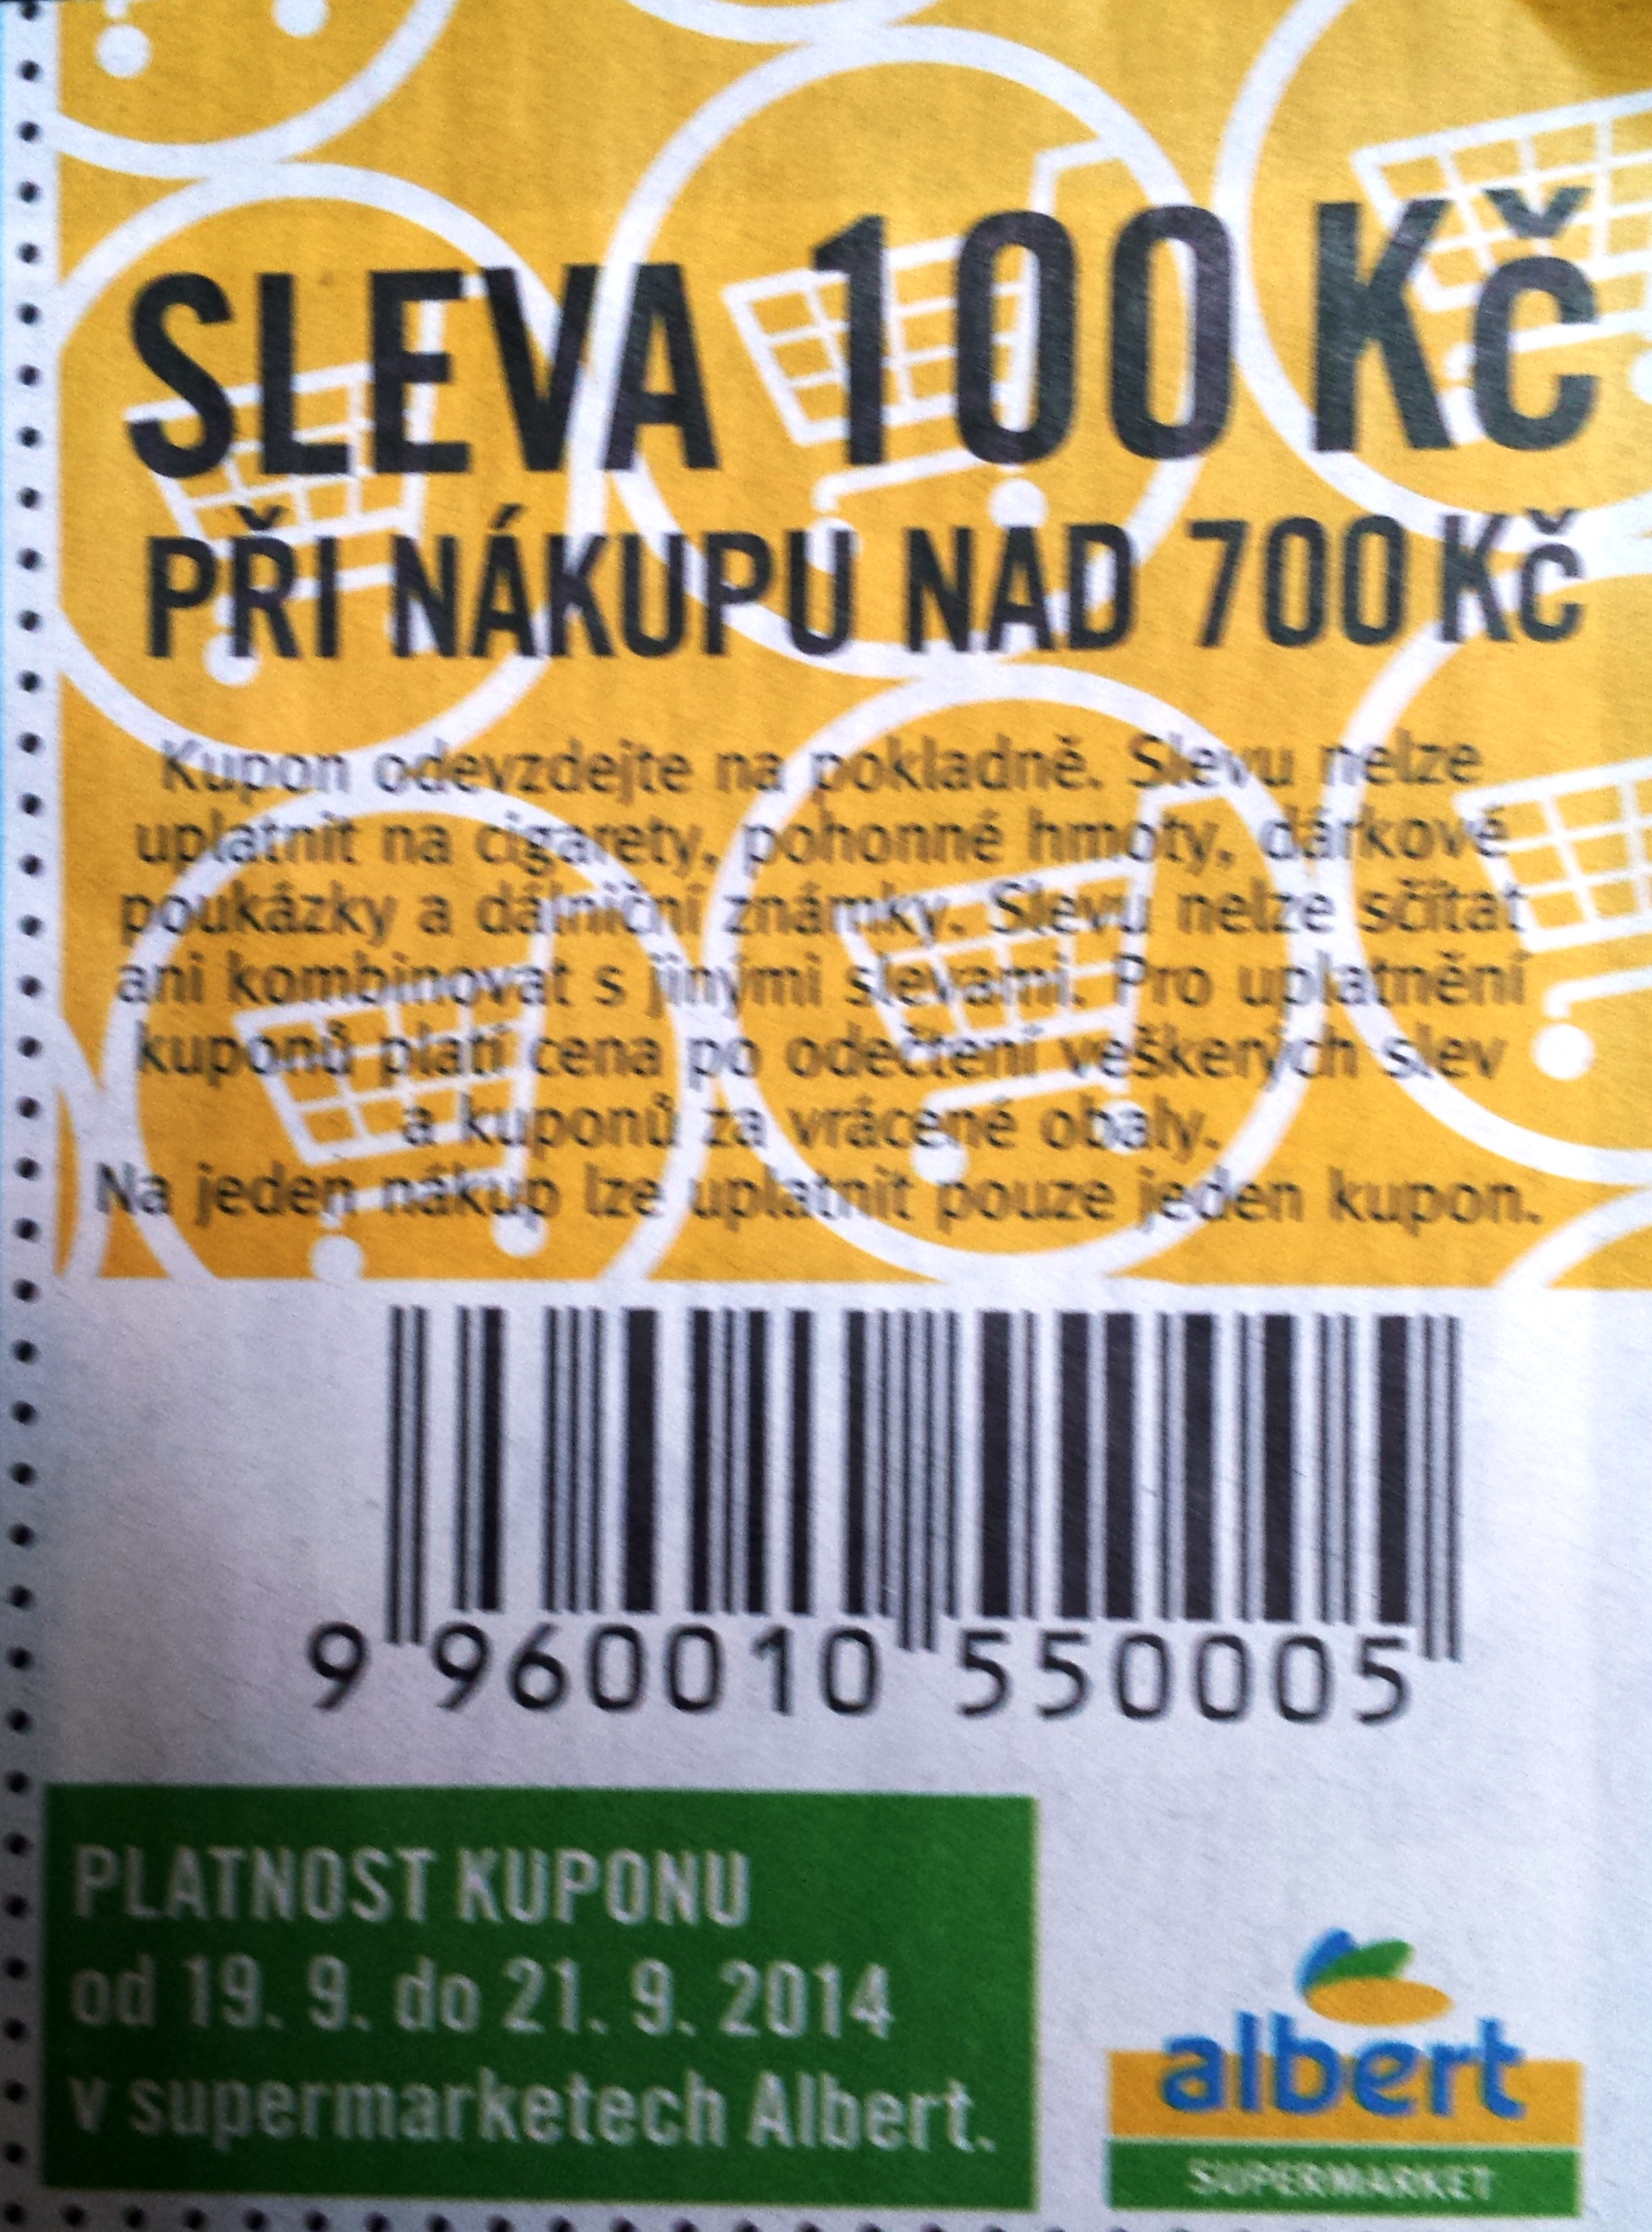 SLEVA 100 Kč
PŘI NÁKUPU NAD 700 Kč
Kupon odevzdejte na pokladně. Slevu nelze
uplatnit na cigarety, pohonné hmoty, dárkové
poukázky a dálniční známky. Slevu nelze sčítat
ani kombinovat s jinými slevami. Pro uplatnění
kuponů platí cena po odečtení veškerých slev
a kuponů za vrácené obaly.
Na jeden nákup lze uplatnit pouze jeden kupon.
9 960010 550005
PLATNOST KUPONU
od 19. 9. do 21. 9. 2014
v supermarketech Albert.
albert
SUPERMARKET